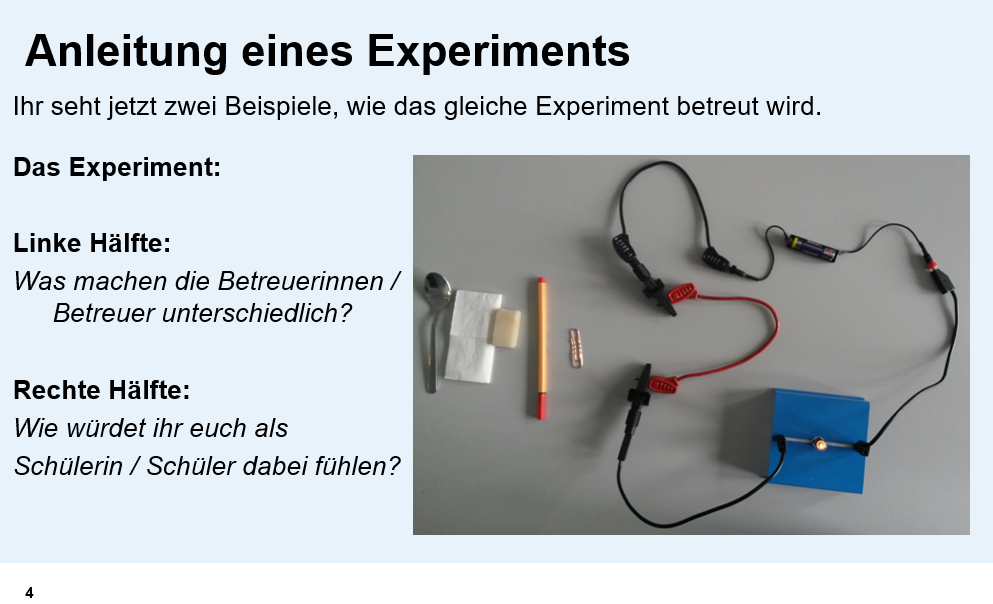 Anleitung eines Experiments
Ihr seht jetzt zwei Beispiele, wie das gleiche Experiment betreut wird.
Das Experiment:
Linke Hälfte:
Was machen die Betreuerinnen /
Betreuer unterschiedlich?
Rechte Hälfte:
Wie würdet ihr euch als
Schülerin / Schüler dabei fühlen?
4